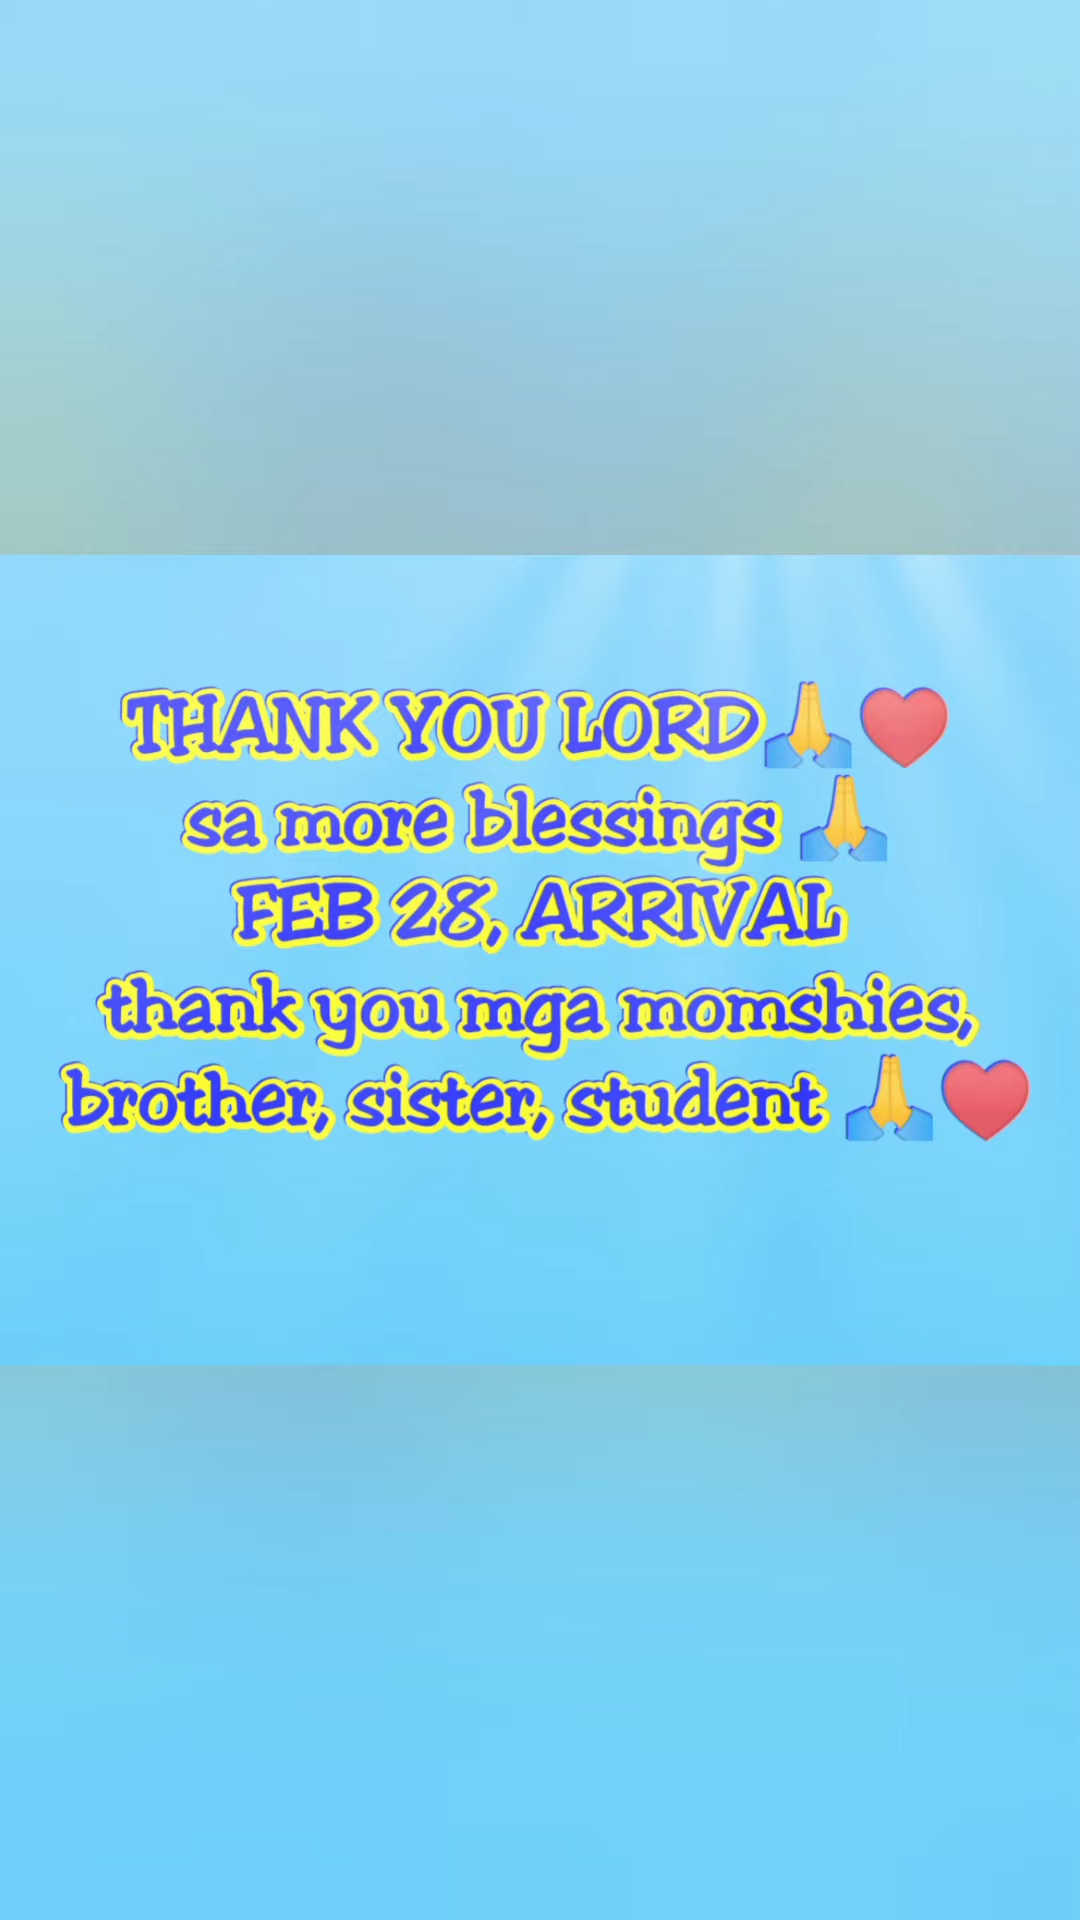 THANK YOU LORD🙏❤️
sa more blessings 🙏
FEB 28, ARRIVAL
thank you mga momshies,
brother, sister, student 🙏❤️